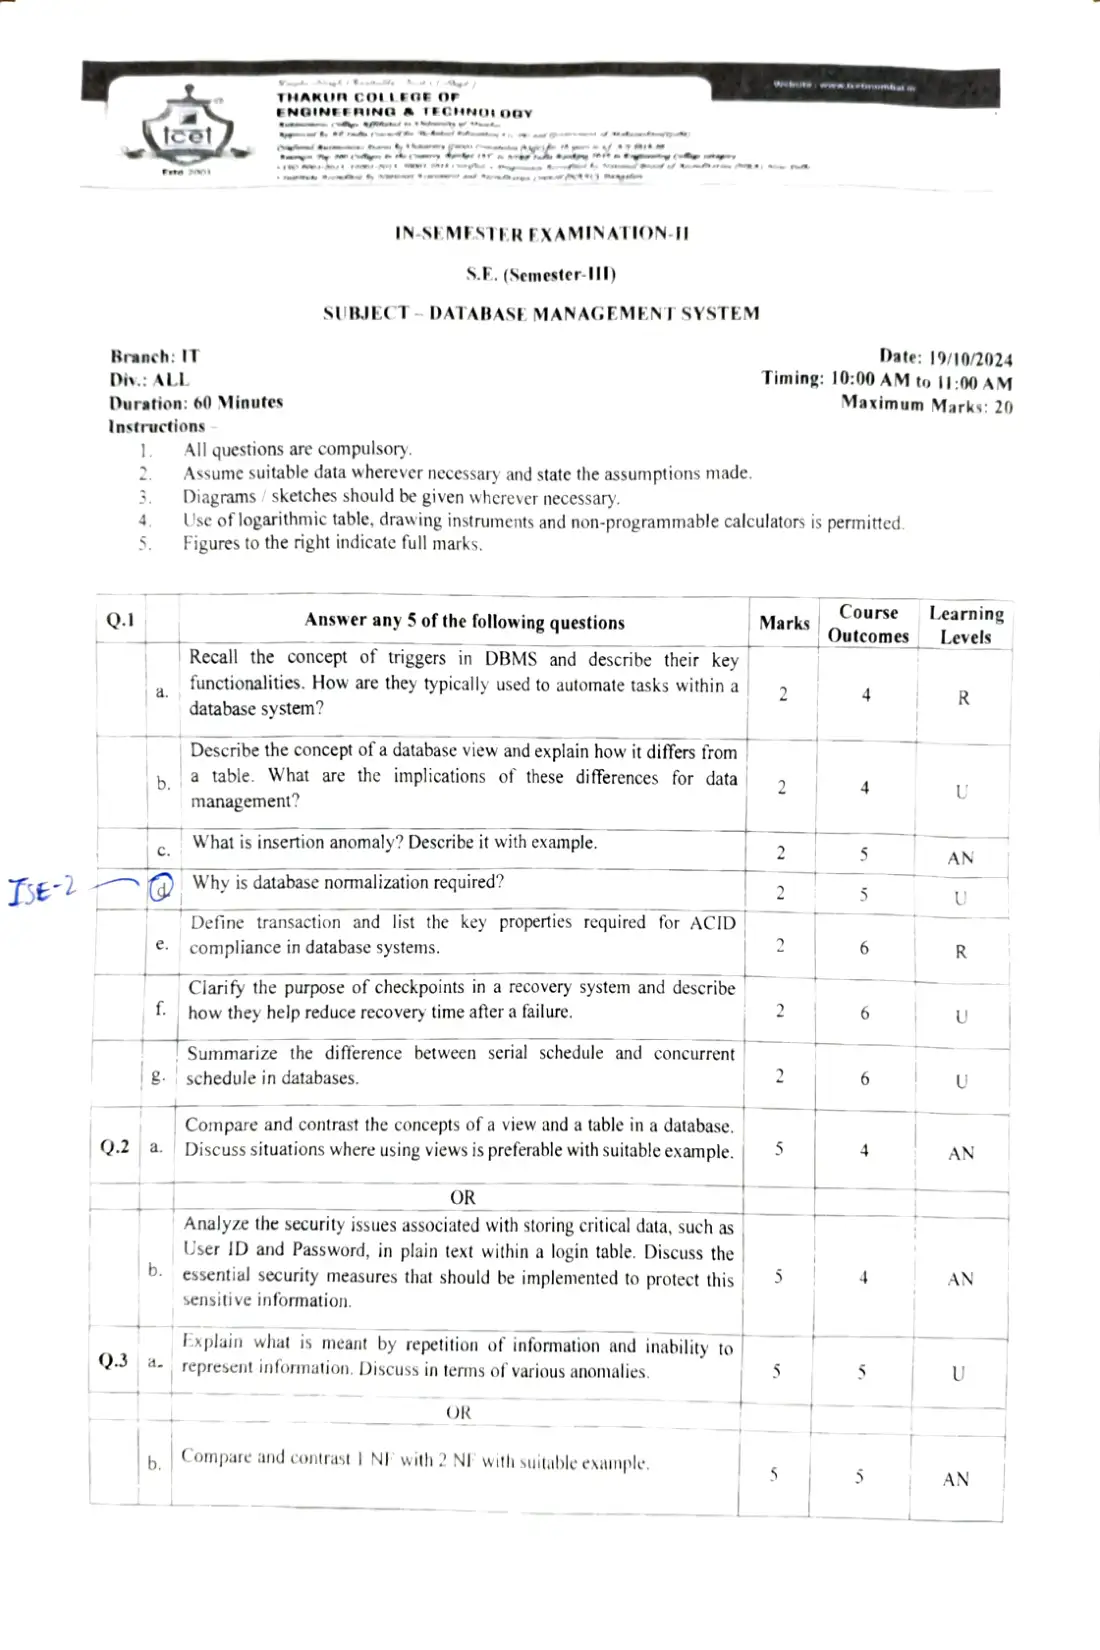 Website : www.tcetmumbai.in
THAKUR COLLEGE OF
ENGINEERING & TECHNOLOGY
tcet
Estd 2001
IN-SEMESTER EXAMINATION-II
S.E. (Semester-III)
SUBJECT – DATABASE MANAGEMENT SYSTEM
Branch: IT
Date: 19/10/2024
Div.: ALL
Timing: 10:00 AM to 11:00 AM
Duration: 60 Minutes
Maximum Marks: 20
Instructions –
1. All questions are compulsory.
2. Assume suitable data wherever necessary and state the assumptions made.
3. Diagrams / sketches should be given wherever necessary.
4. Use of logarithmic table, drawing instruments and non-programmable calculators is permitted.
5. Figures to the right indicate full marks.
Q.1 Answer any 5 of the following questions Marks Course Outcomes Learning Levels
Recall the concept of triggers in DBMS and describe their key
a. functionalities. How are they typically used to automate tasks within a 2 4 R
database system?
Describe the concept of a database view and explain how it differs from
b. a table. What are the implications of these differences for data 2 4 U
management?
c. What is insertion anomaly? Describe it with example. 2 5 AN
ISE-2 d. Why is database normalization required? 2 5 U
Define transaction and list the key properties required for ACID
e. compliance in database systems. 2 6 R
Clarify the purpose of checkpoints in a recovery system and describe
f. how they help reduce recovery time after a failure. 2 6 U
Summarize the difference between serial schedule and concurrent
g. schedule in databases. 2 6 U
Compare and contrast the concepts of a view and a table in a database.
Q.2 a. Discuss situations where using views is preferable with suitable example. 5 4 AN
OR
Analyze the security issues associated with storing critical data, such as
User ID and Password, in plain text within a login table. Discuss the
b. essential security measures that should be implemented to protect this 5 4 AN
sensitive information.
Explain what is meant by repetition of information and inability to
Q.3 a. represent information. Discuss in terms of various anomalies. 5 5 U
OR
b. Compare and contrast 1 NF with 2 NF with suitable example. 5 5 AN